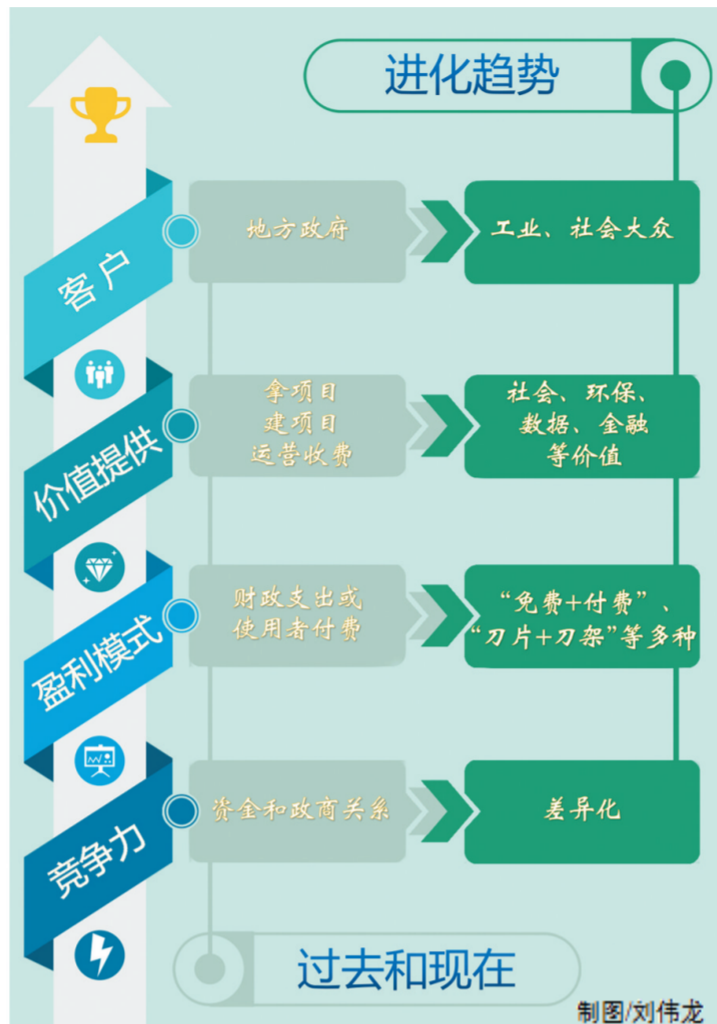 进化趋势
客户
地方政府
工业、社会大众
价值提供
拿项目
建项目
运营收费
社会、环保、
数据、金融
等价值
盈利模式
财政支出或
使用者付费
“免费+付费”、
“刀片+刀架”等多种
竞争力
资金和政商关系
差异化
过去和现在
制图/刘伟龙